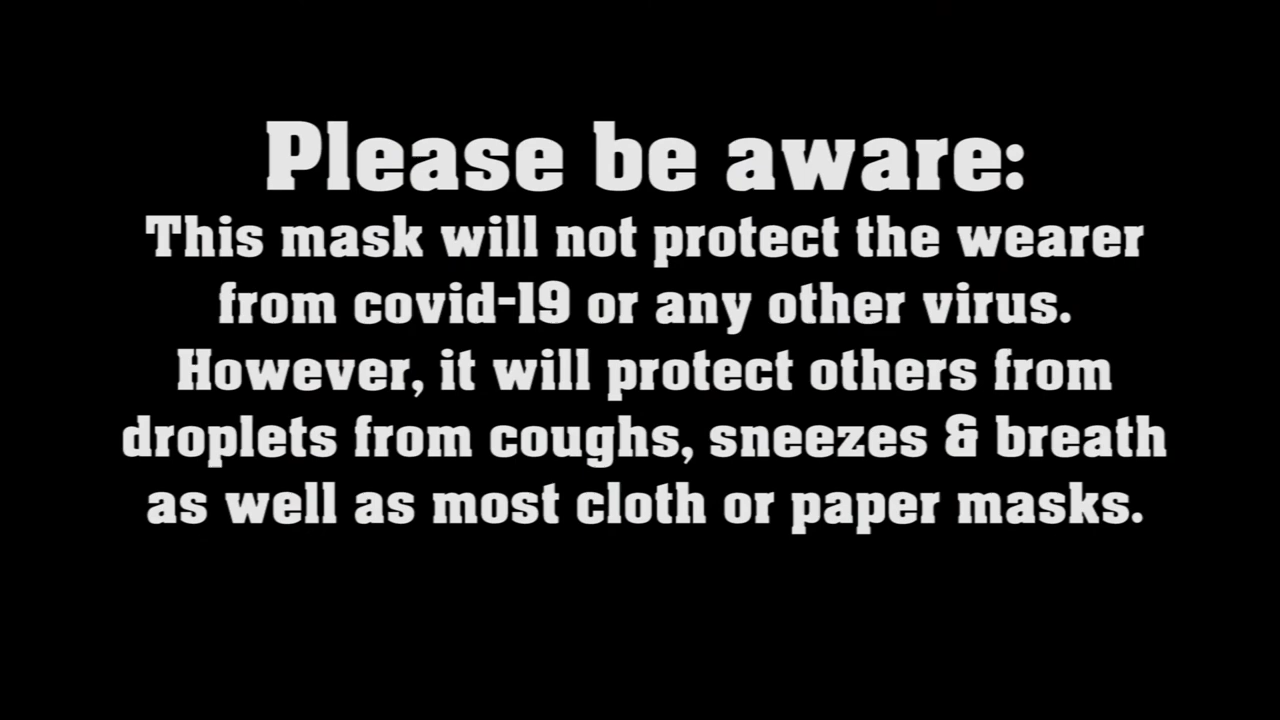 Please be aware:
This mask will not protect the wearer
from covid-19 or any other virus.
However, it will protect others from
droplets from coughs, sneezes & breath
as well as most cloth or paper masks.